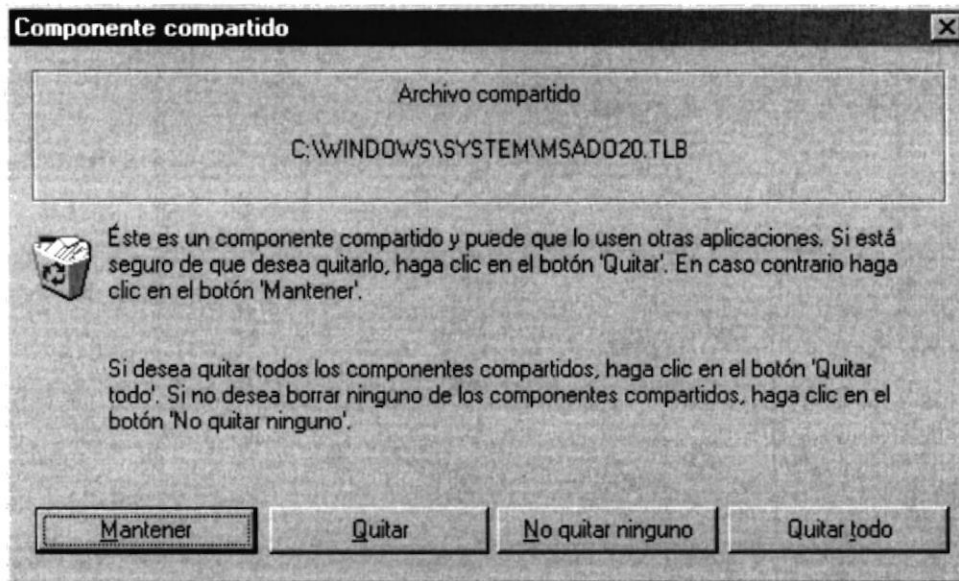 Componente compartido
Archivo compartido
C:\WINDOWS\SYSTEM\MSADO20.TLB
Éste es un componente compartido y puede que lo usen otras aplicaciones. Si está
seguro de que desea quitarlo, haga clic en el botón 'Quitar'. En caso contrario haga
clic en el botón 'Mantener'.
Si desea quitar todos los componentes compartidos, haga clic en el botón 'Quitar
todo'. Si no desea borrar ninguno de los componentes compartidos, haga clic en el
botón 'No quitar ninguno'.
Mantener Quitar No quitar ninguno Quitar todo